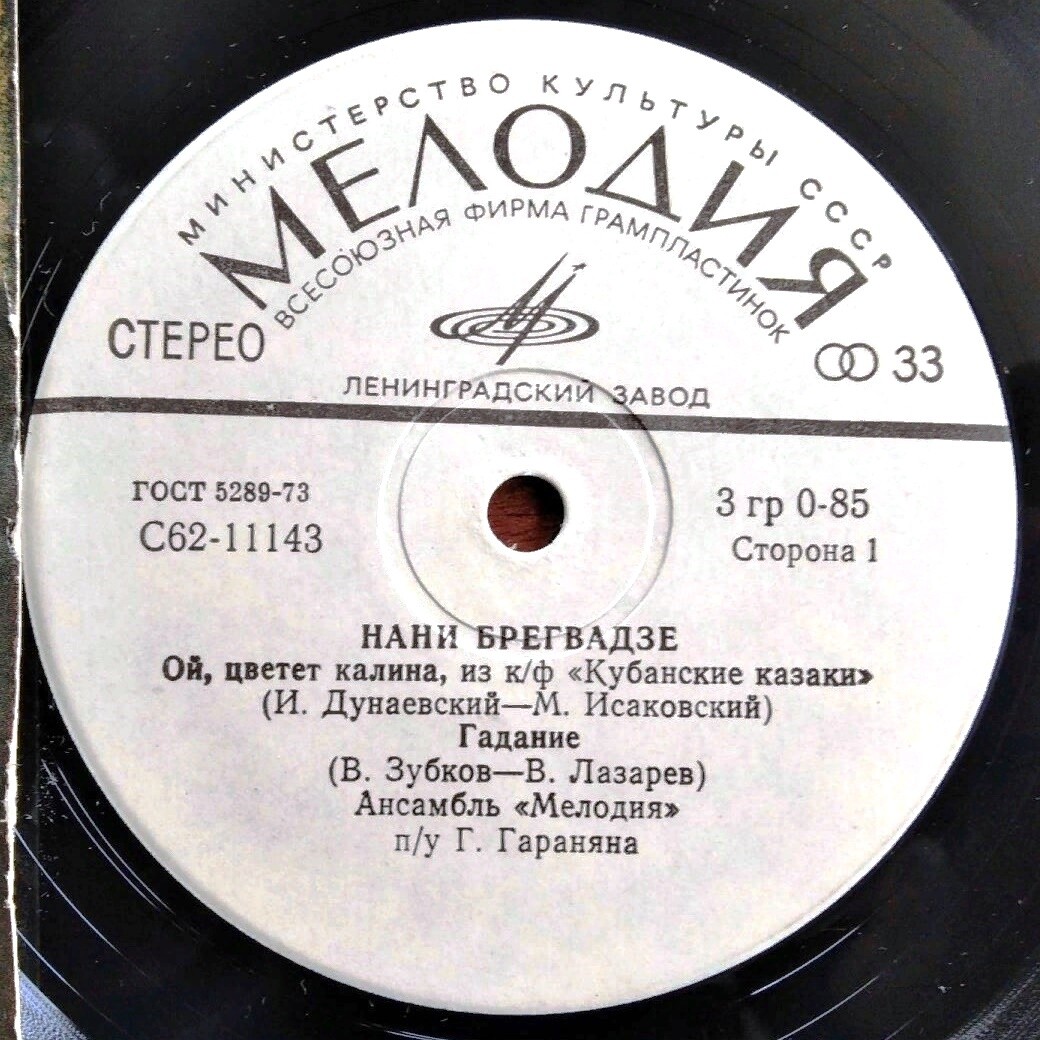 МИНИСТЕРСТВО КУЛЬТУРЫ СССР
МЕЛОДИЯ
ВСЕСОЮЗНАЯ ФИРМА ГРАМПЛАСТИНОК
СТЕРЕО
33
ЛЕНИНГРАДСКИЙ ЗАВОД
ГОСТ 5289-73
3 гр 0-85
С62-11143
Сторона 1
НАНИ БРЕГВАДЗЕ
Ой, цветет калина, из к/ф «Кубанские казаки»
(И. Дунаевский—М. Исаковский)
Гадание
(В. Зубков—В. Лазарев)
Ансамбль «Мелодия»
п/у Г. Гараняна